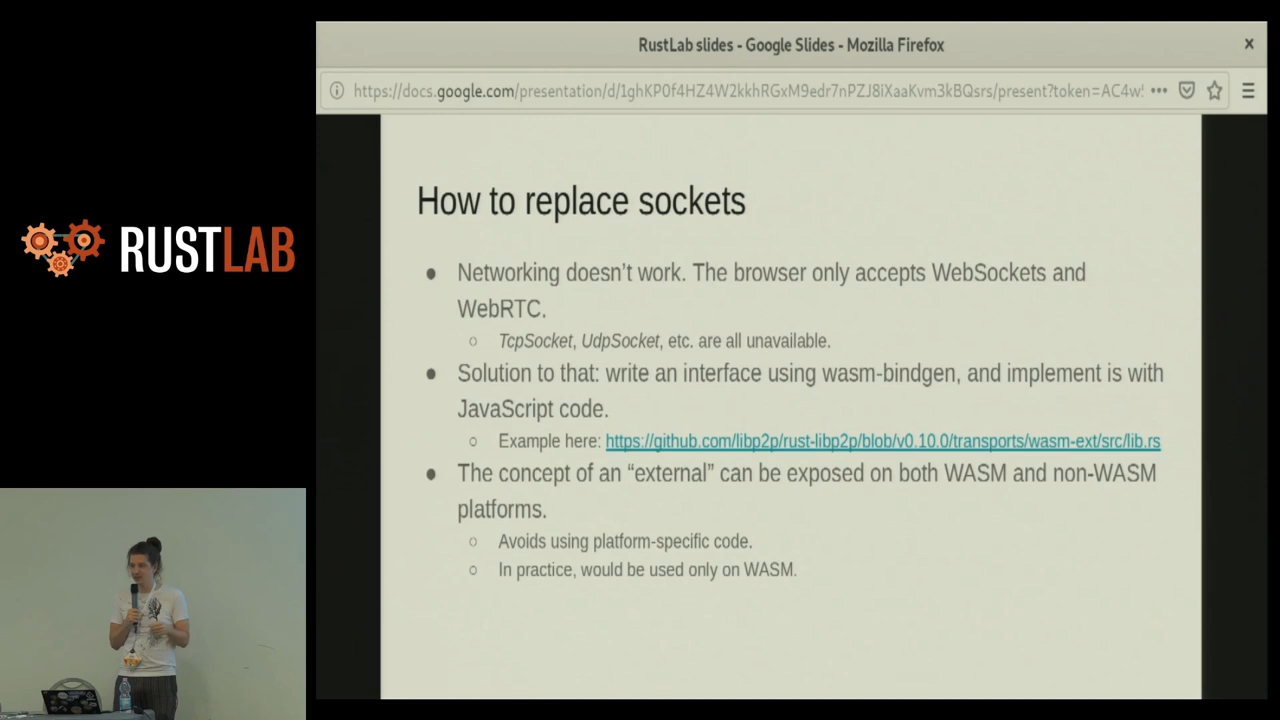 RUSTLAB
RustLab slides - Google Slides - Mozilla Firefox
https://docs.google.com/presentation/d/1ghKP0f4HZ4W2kkhRGxM9edr7nPZJ8iXaaKvm3kBQsrs/present?token=AC4w!
How to replace sockets
● Networking doesn’t work. The browser only accepts WebSockets and
WebRTC.
○ TcpSocket, UdpSocket, etc. are all unavailable.
● Solution to that: write an interface using wasm-bindgen, and implement is with
JavaScript code.
○ Example here: https://github.com/libp2p/rust-libp2p/blob/v0.10.0/transports/wasm-ext/src/lib.rs
● The concept of an “external” can be exposed on both WASM and non-WASM
platforms.
○ Avoids using platform-specific code.
○ In practice, would be used only on WASM.